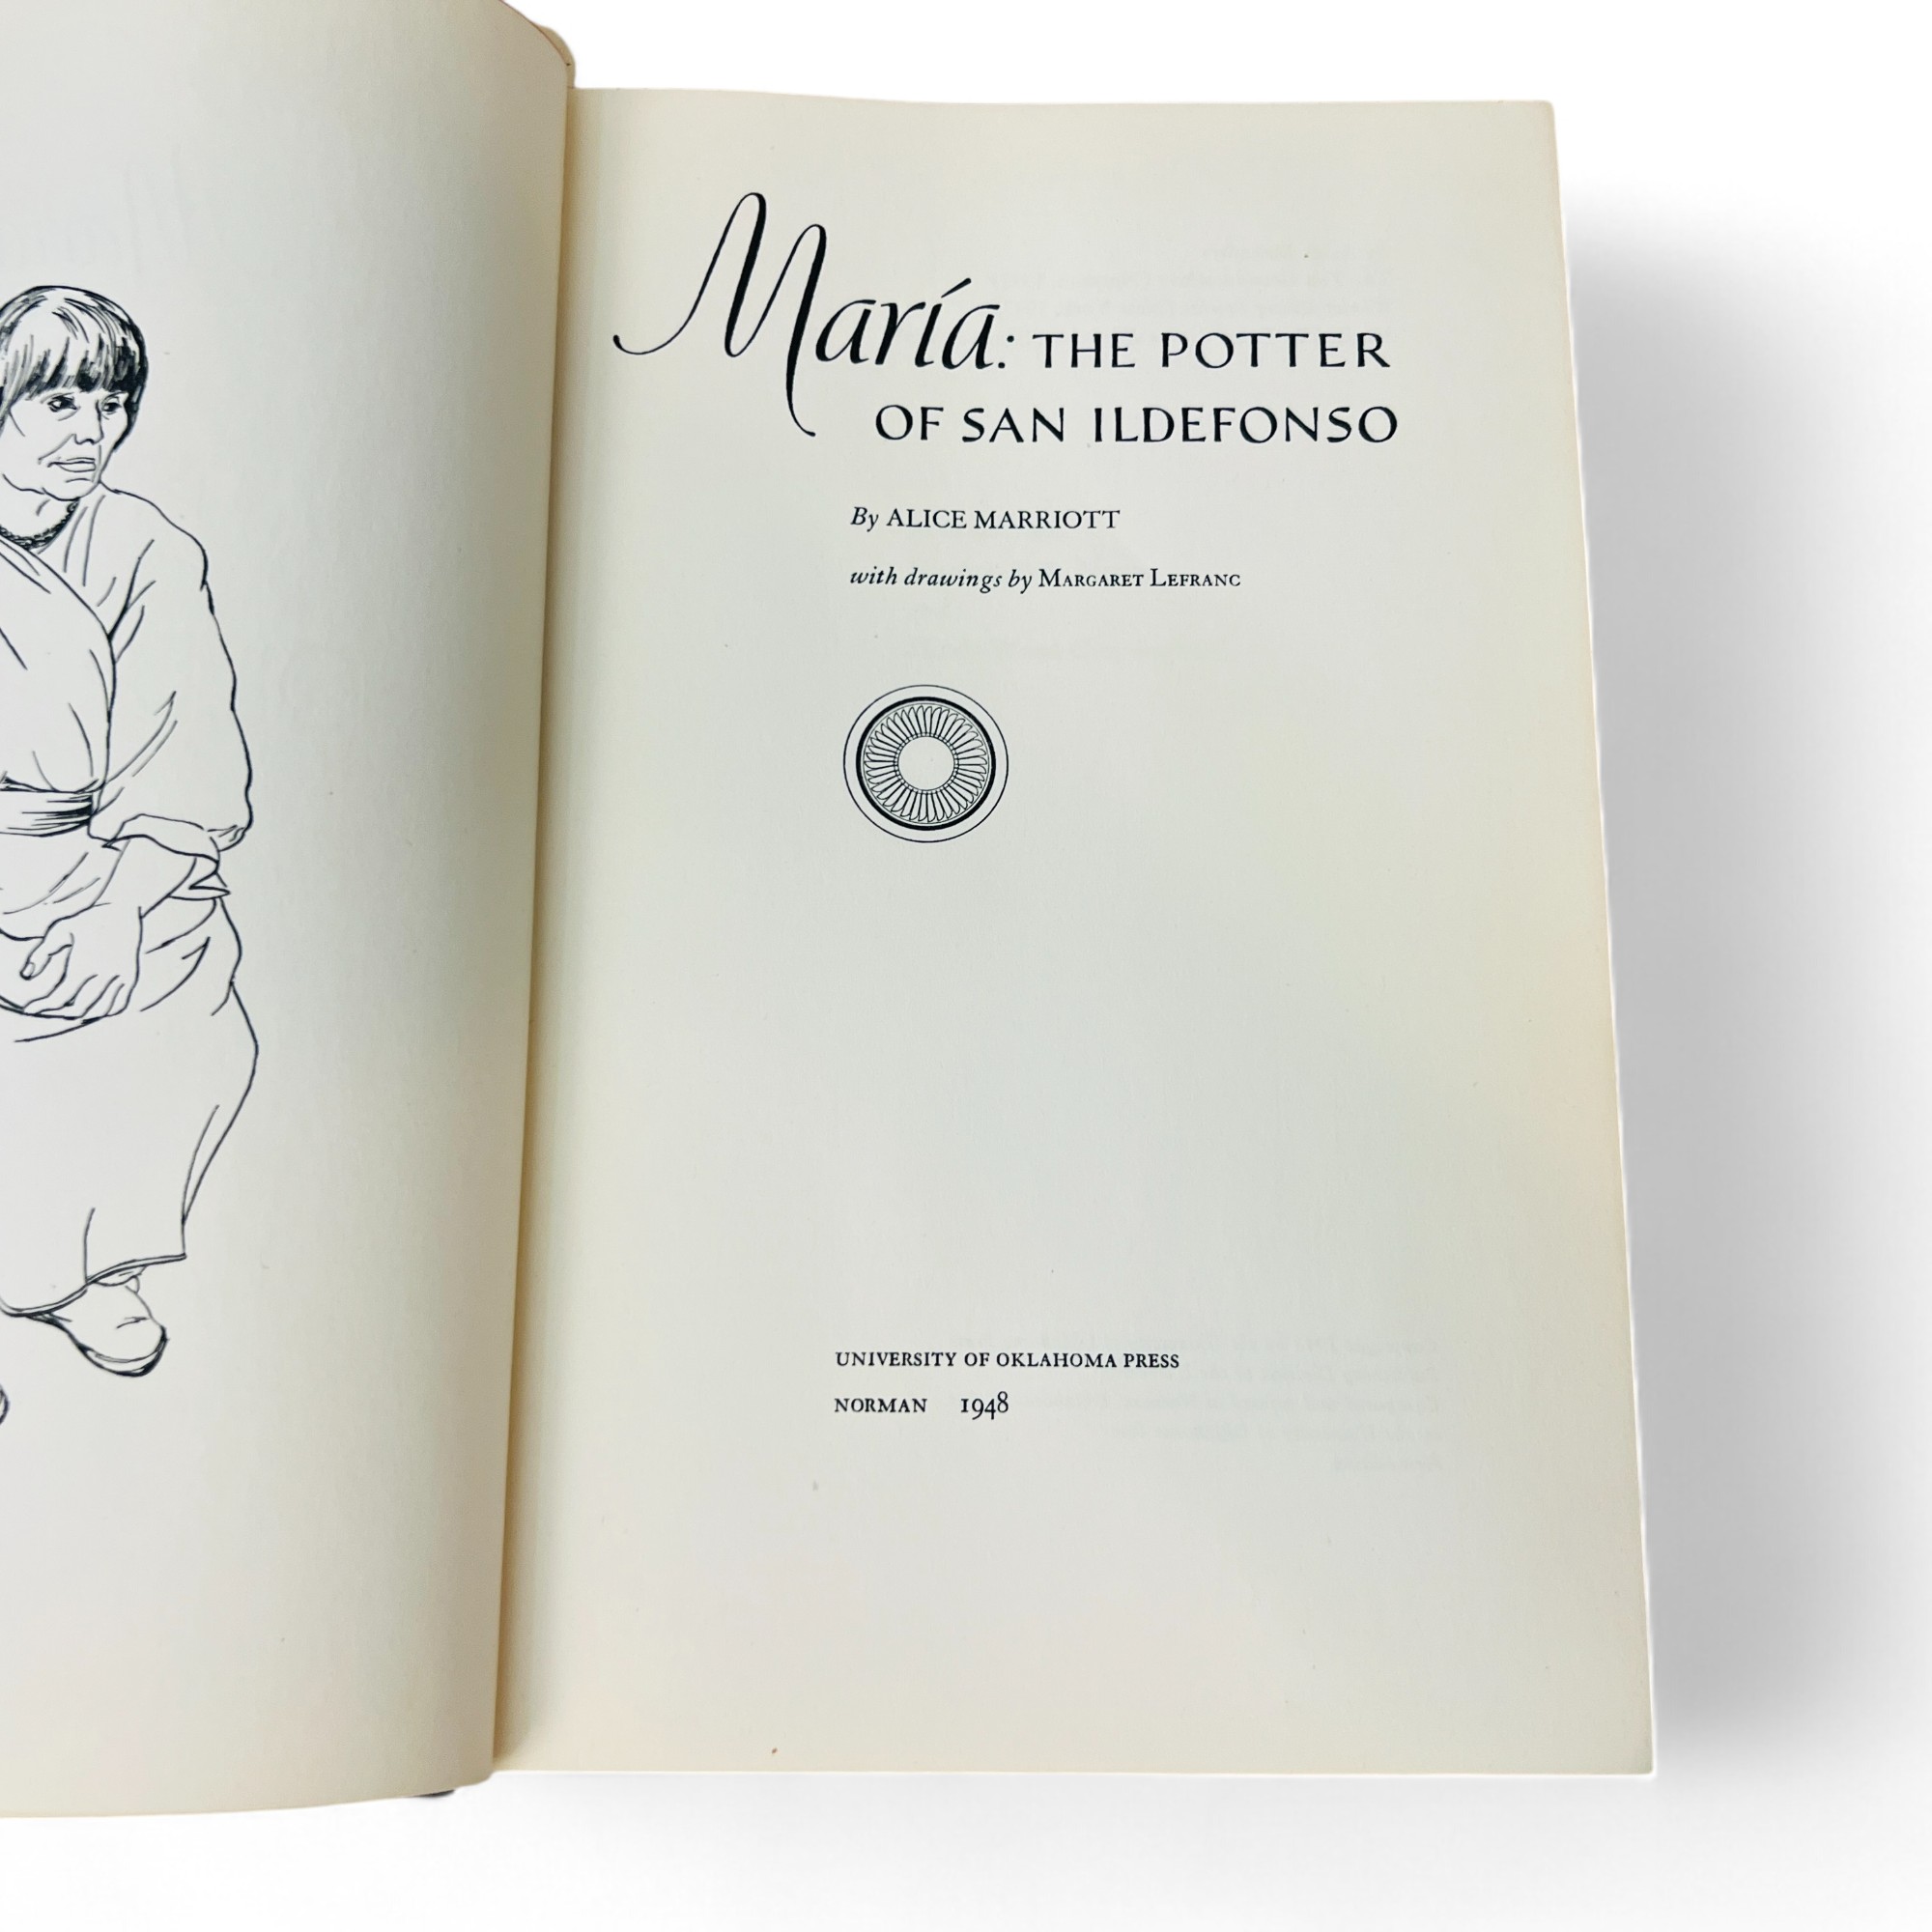 María: THE POTTER
OF SAN ILDEFONSO
By ALICE MARRIOTT
with drawings by MARGARET LEFRANC
UNIVERSITY OF OKLAHOMA PRESS
NORMAN 1948